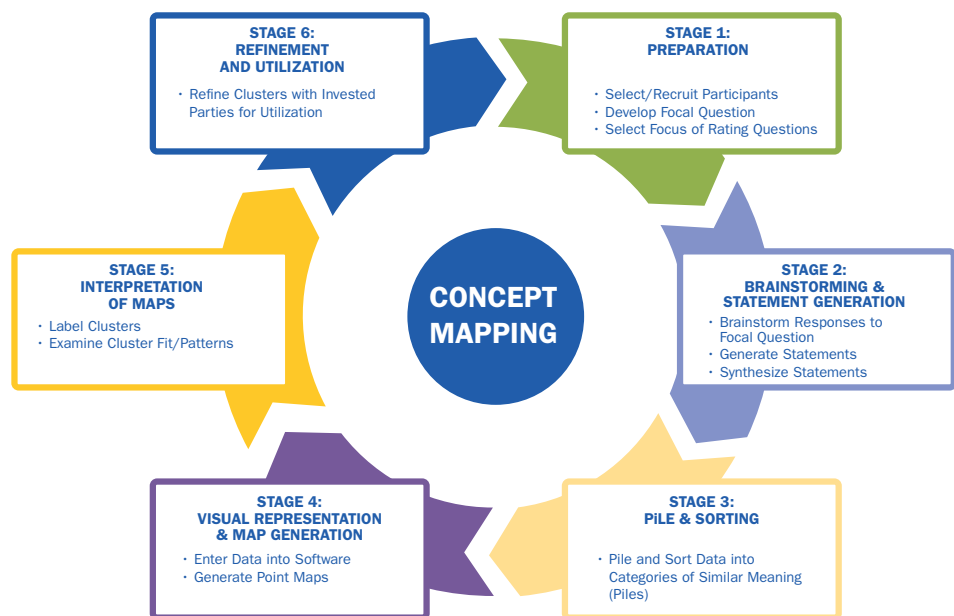 STAGE 1:
PREPARATION
• Select/Recruit Participants
• Develop Focal Question
• Select Focus of Rating Questions
STAGE 2:
BRAINSTORMING &
STATEMENT GENERATION
• Brainstorm Responses to
Focal Question
• Generate Statements
• Synthesize Statements
STAGE 3:
PiLE & SORTING
• Pile and Sort Data into
Categories of Similar Meaning
(Piles)
STAGE 4:
VISUAL REPRESENTATION
& MAP GENERATION
• Enter Data into Software
• Generate Point Maps
STAGE 5:
INTERPRETATION
OF MAPS
• Label Clusters
• Examine Cluster Fit/Patterns
STAGE 6:
REFINEMENT
AND UTILIZATION
• Refine Clusters with Invested
Parties for Utilization
CONCEPT
MAPPING